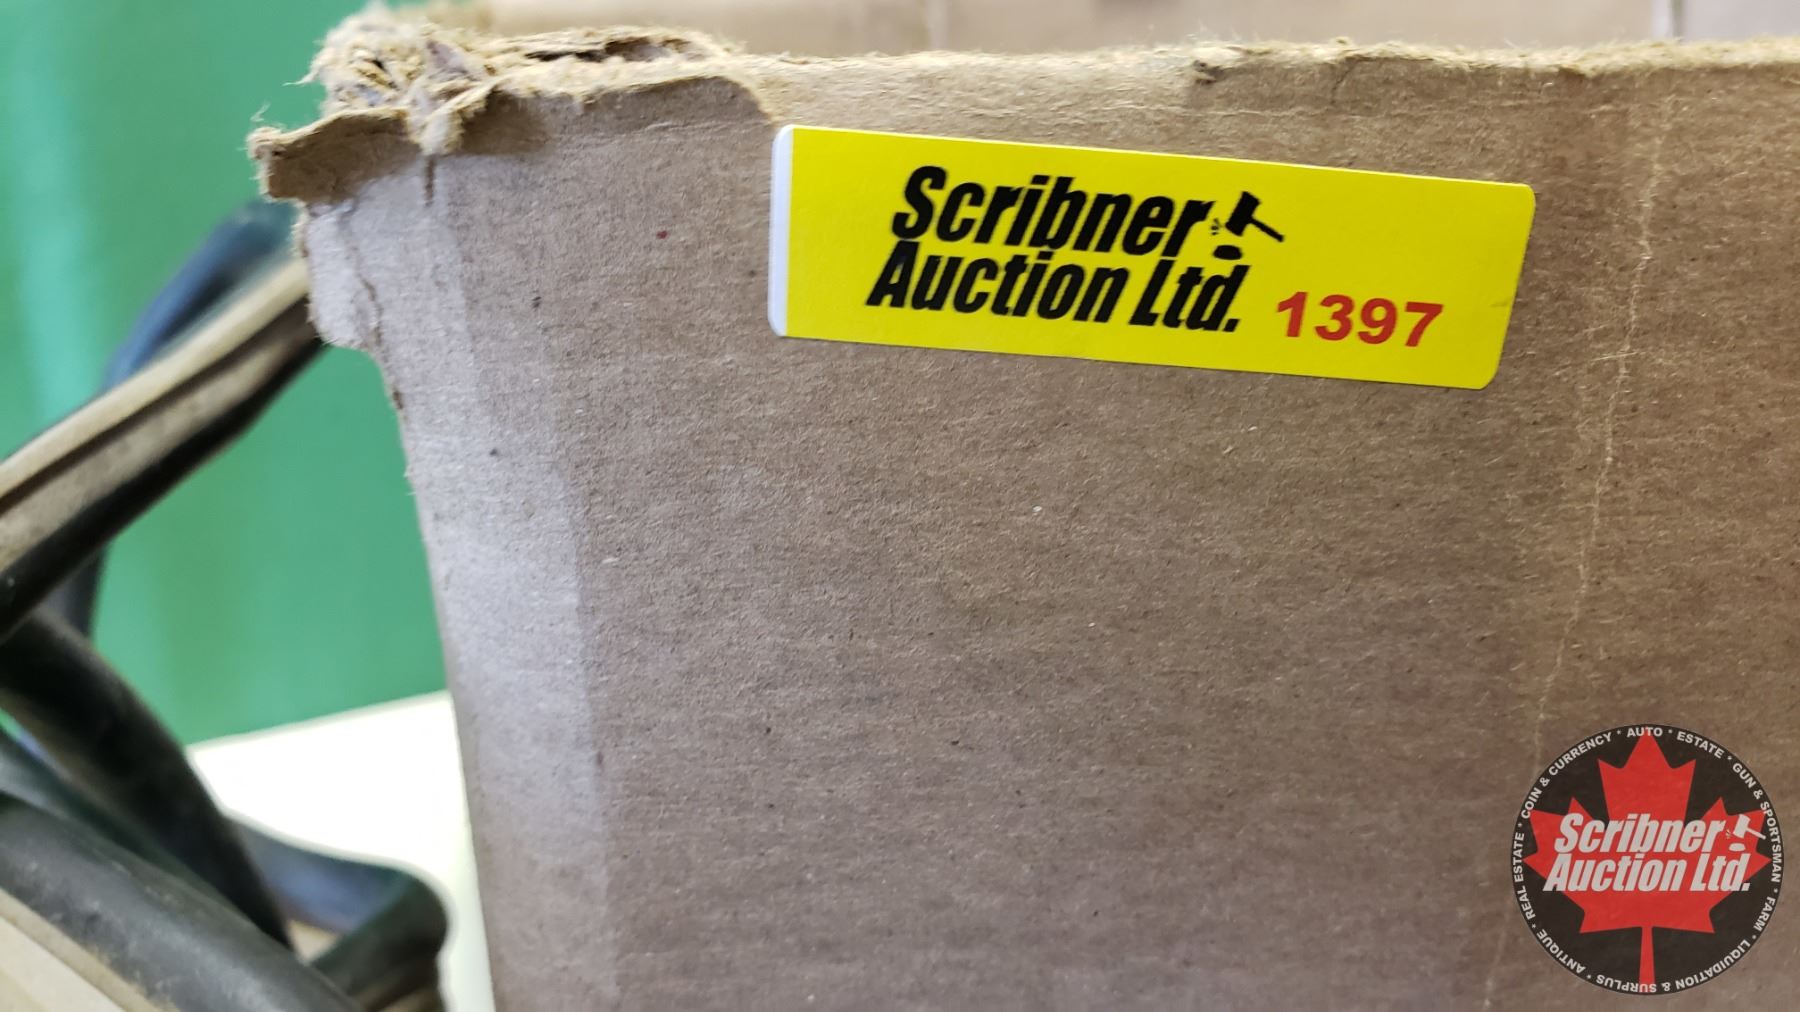 Scribner
Auction Ltd. 1397
COIN & CURRENCY * AUTO * ESTATE * GUN & SPORTSMAN * FARM * LIQUIDATION & SURPLUS * ANTIQUE * REAL ESTATE *
Scribner
Auction Ltd.